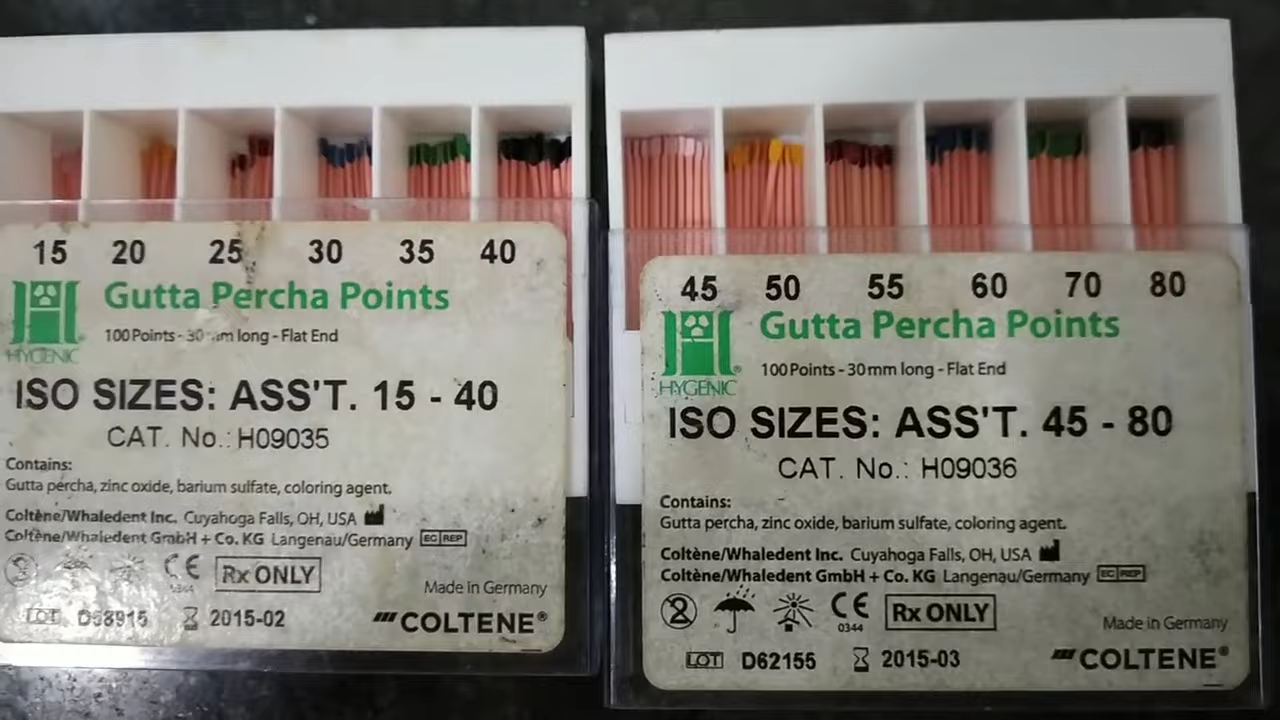 15 20 25 30 35 40
Gutta Percha Points
HYGENIC
100 Points - 30 mm long - Flat End
ISO SIZES: ASS'T. 15 - 40
CAT. No.: H09035
Contains:
Gutta percha, zinc oxide, barium sulfate, coloring agent.
Coltène/Whaledent Inc. Cuyahoga Falls, OH, USA
Coltène/Whaledent GmbH + Co. KG Langenau/Germany EC REP
CE 0344 Rx ONLY
Made in Germany
LOT 2015-02 COLTENE®
45 50 55 60 70 80
Gutta Percha Points
HYGENIC®
100 Points - 30 mm long - Flat End
ISO SIZES: ASS'T. 45 - 80
CAT. No.: H09036
Contains:
Gutta percha, zinc oxide, barium sulfate, coloring agent.
Coltène/Whaledent Inc. Cuyahoga Falls, OH, USA
Coltène/Whaledent GmbH + Co. KG Langenau/Germany EC REP
2 CE 0344 Rx ONLY
Made in Germany
LOT D62155 2015-03 COLTENE®